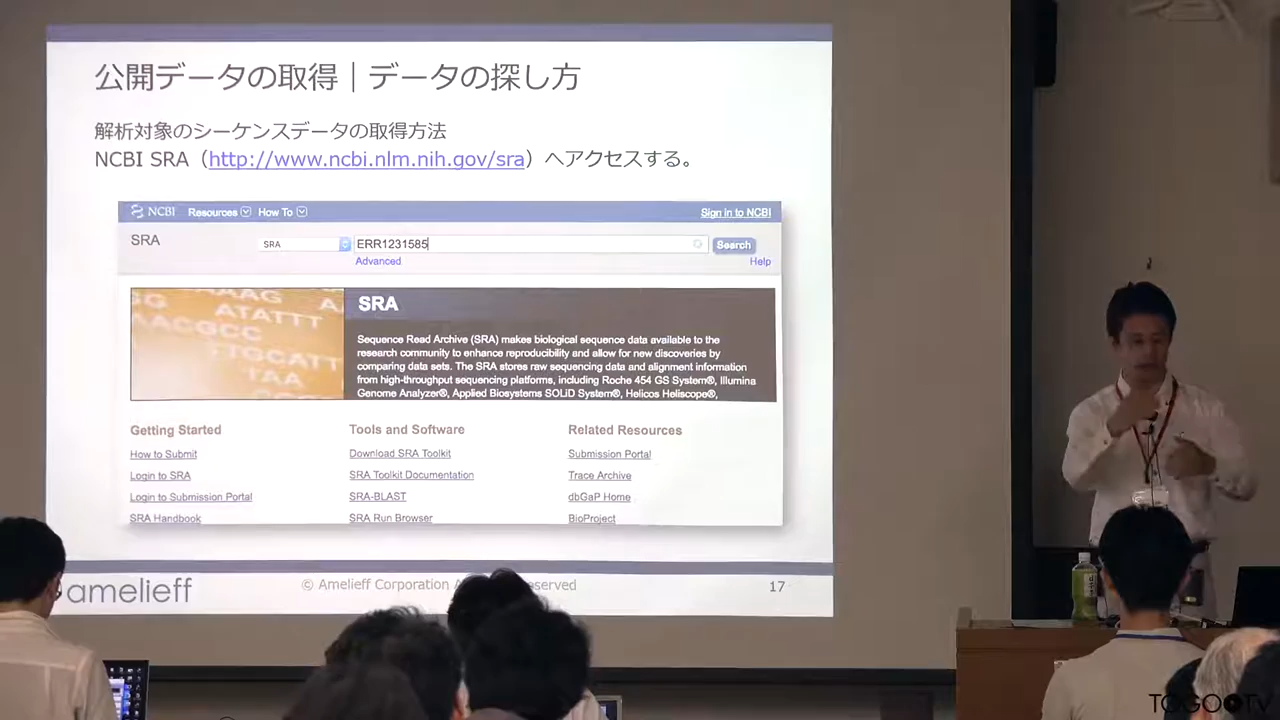 公開データの取得｜データの探し方
解析対象のシーケンスデータの取得方法
NCBI SRA（http://www.ncbi.nlm.nih.gov/sra）へアクセスする。
NCBI Resources How To Sign in to NCBI
SRA SRA ERR1231585 Search
Advanced Help
AAAG
GG ATATTT A
AACGCC
TTGCATT
TAA
SRA
Sequence Read Archive (SRA) makes biological sequence data available to the
research community to enhance reproducibility and allow for new discoveries by
comparing data sets. The SRA stores raw sequencing data and alignment information
from high-throughput sequencing platforms, including Roche 454 GS System®, Illumina
Genome Analyzer®, Applied Biosystems SOLiD System®, Helicos Heliscope®,
Getting Started
How to Submit
Login to SRA
Login to Submission Portal
SRA Handbook
Tools and Software
Download SRA Toolkit
SRA Toolkit Documentation
SRA-BLAST
SRA Run Browser
Related Resources
Submission Portal
Trace Archive
dbGaP Home
BioProject
amelieff
© Amelieff Corporation A served
17
TOGOTV